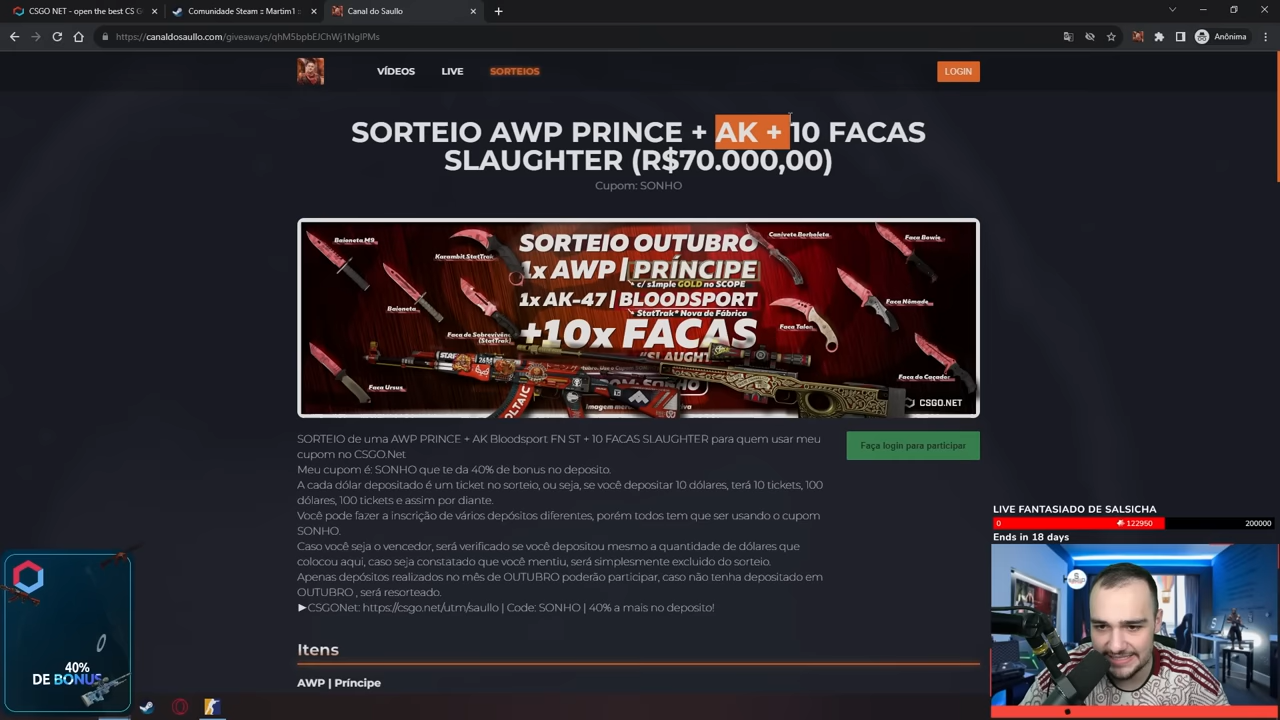 CSGO NET - open the best CS G
Comunidade Steam :: Martim1
Canal do Saullo
https://canaldosaullo.com/giveaways/qhM5bpbEJChWj1NgIPMs
Anônima
VÍDEOS
LIVE
SORTEIOS
LOGIN
SORTEIO AWP PRINCE + AK + 10 FACAS
SLAUGHTER (R$70.000,00)
Cupom: SONHO
Baioneta M9
Karambit StatTrak
Baioneta
Faca de Sobrevivência
(StatTrak)
Faca Ursus
SORTEIO OUTUBRO
1x AWP | PRÍNCIPE
c/ s1mple GOLD no SCOPE
1x AK-47 | BLOODSPORT
StatTrak* Nova de Fábrica
+10x FACAS
"SLAUGHT
SONHO
Imagem
Canivete Borboleta
Faca Bowie
Faca Nômade
Faca Talon
Faca do Caçador
CSGO.NET
SORTEIO de uma AWP PRINCE + AK Bloodsport FN ST + 10 FACAS SLAUGHTER para quem usar meu
cupom no CSGO.Net
Meu cupom é: SONHO que te da 40% de bonus no deposito.
A cada dólar depositado é um ticket no sorteio, ou seja, se você depositar 10 dólares, terá 10 tickets, 100
dólares, 100 tickets e assim por diante.
Você pode fazer a inscrição de vários depósitos diferentes, porém todos tem que ser usando o cupom
SONHO.
Caso você seja o vencedor, será verificado se você depositou mesmo a quantidade de dólares que
colocou aqui, caso seja constatado que você mentiu, será simplesmente excluido do sorteio.
Apenas depósitos realizados no mês de OUTUBRO poderão participar, caso não tenha depositado em
OUTUBRO , será resorteado.
▶CSGONet: https://csgo.net/utm/saullo | Code: SONHO | 40% a mais no deposito!
Faça login para participar
Itens
AWP | Príncipe
40%
DE BONUS
LIVE FANTASIADO DE SALSICHA
0
122950
200000
Ends in 18 days